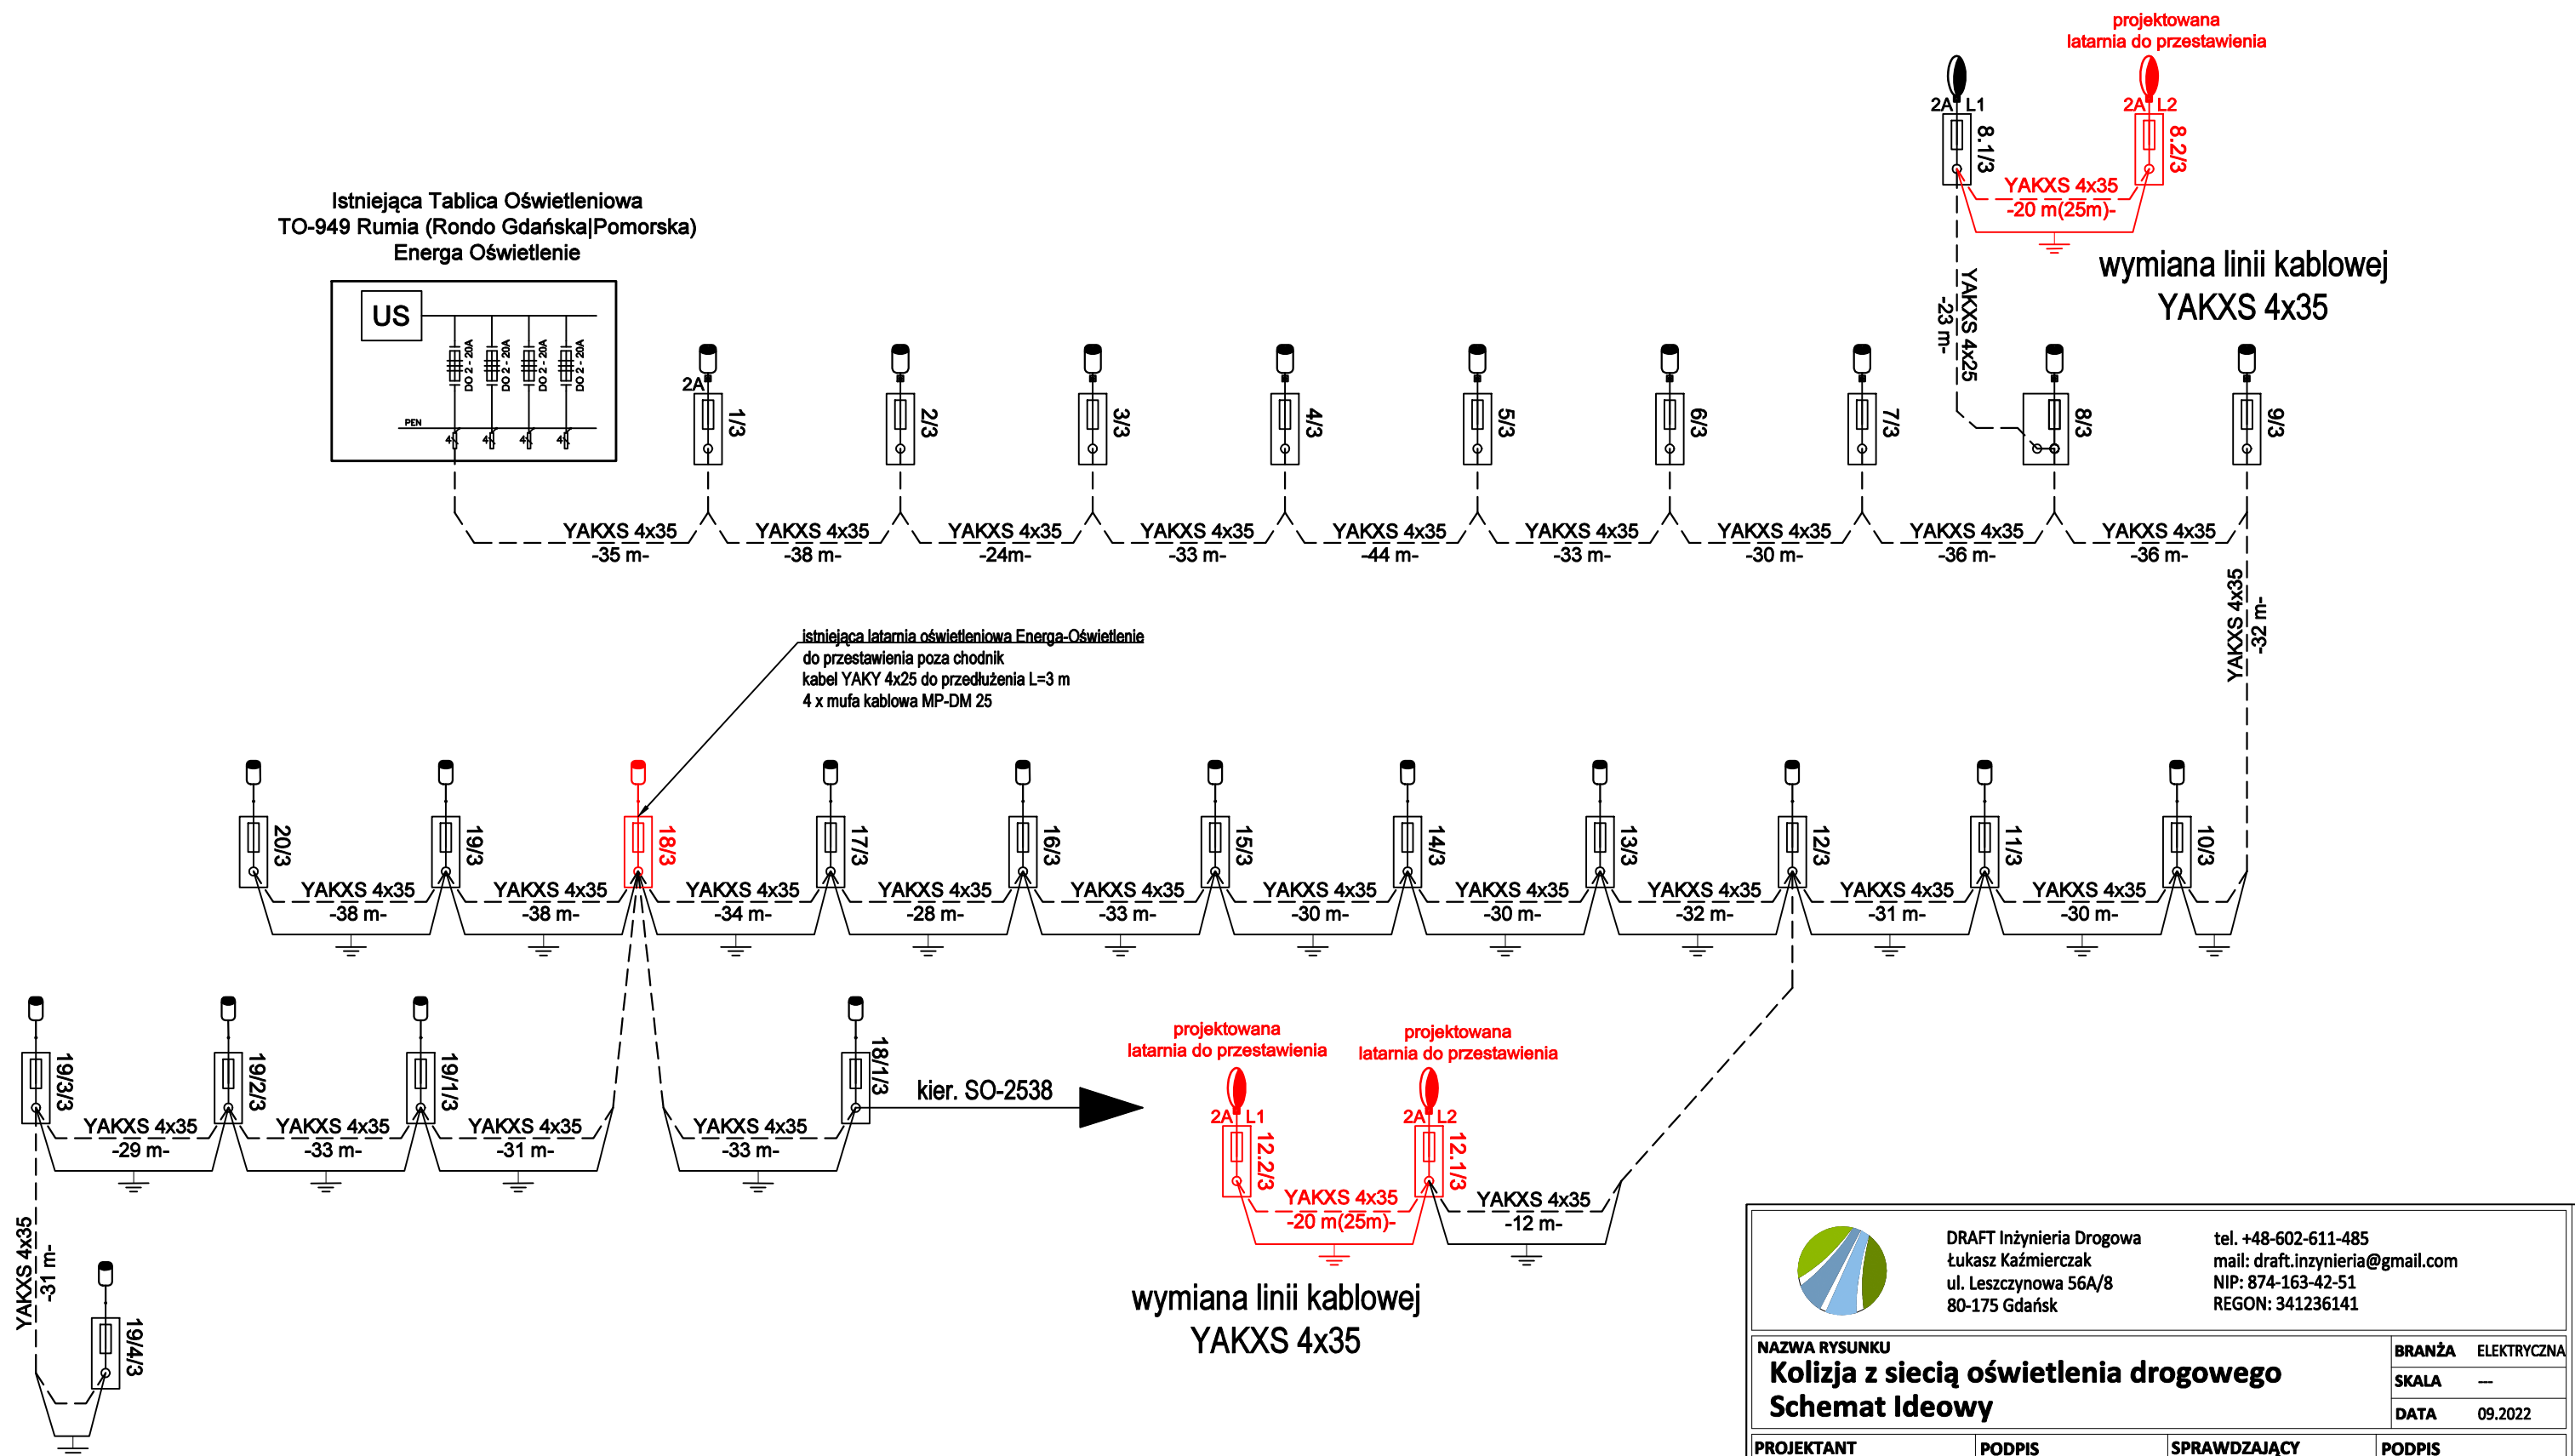 projektowana
latarnia do przestawienia
2A L1
8.1/3
2A L2
8.2/3
YAKXS 4x35
-20 m(25m)-
wymiana linii kablowej
YAKXS 4x35
YAKXS 4x25
-23 m-
Istniejąca Tablica Oświetleniowa
TO-949 Rumia (Rondo Gdańska|Pomorska)
Energa Oświetlenie
US
DO 2 - 20A
DO 2 - 20A
DO 2 - 20A
DO 2 - 20A
PEN
4
4
4
4
2A
1/3
2/3
3/3
4/3
5/3
6/3
7/3
8/3
9/3
YAKXS 4x35
-35 m-
YAKXS 4x35
-38 m-
YAKXS 4x35
-24m-
YAKXS 4x35
-33 m-
YAKXS 4x35
-44 m-
YAKXS 4x35
-33 m-
YAKXS 4x35
-30 m-
YAKXS 4x35
-36 m-
YAKXS 4x35
-36 m-
YAKXS 4x35
-32 m-
istniejąca latarnia oświetleniowa Energa-Oświetlenie
do przestawienia poza chodnik
kabel YAKY 4x25 do przedłużenia L=3 m
4 x mufa kablowa MP-DM 25
20/3
19/3
18/3
17/3
16/3
15/3
14/3
13/3
12/3
11/3
10/3
YAKXS 4x35
-38 m-
YAKXS 4x35
-38 m-
YAKXS 4x35
-34 m-
YAKXS 4x35
-28 m-
YAKXS 4x35
-33 m-
YAKXS 4x35
-30 m-
YAKXS 4x35
-30 m-
YAKXS 4x35
-32 m-
YAKXS 4x35
-31 m-
YAKXS 4x35
-30 m-
19/3/3
19/2/3
19/1/3
18/1/3
YAKXS 4x35
-29 m-
YAKXS 4x35
-33 m-
YAKXS 4x35
-31 m-
YAKXS 4x35
-33 m-
kier. SO-2538
YAKXS 4x35
-31 m-
19/4/3
projektowana
latarnia do przestawienia
projektowana
latarnia do przestawienia
2A L1
12.2/3
2A L2
12.1/3
YAKXS 4x35
-20 m(25m)-
YAKXS 4x35
-12 m-
wymiana linii kablowej
YAKXS 4x35
DRAFT Inżynieria Drogowa
Łukasz Kaźmierczak
ul. Leszczynowa 56A/8
80-175 Gdańsk
tel. +48-602-611-485
mail: draft.inzynieria@gmail.com
NIP: 874-163-42-51
REGON: 341236141
NAZWA RYSUNKU
Kolizja z siecią oświetlenia drogowego
Schemat Ideowy
BRANŻA ELEKTRYCZNA
SKALA ---
DATA 09.2022
PROJEKTANT PODPIS SPRAWDZAJĄCY PODPIS